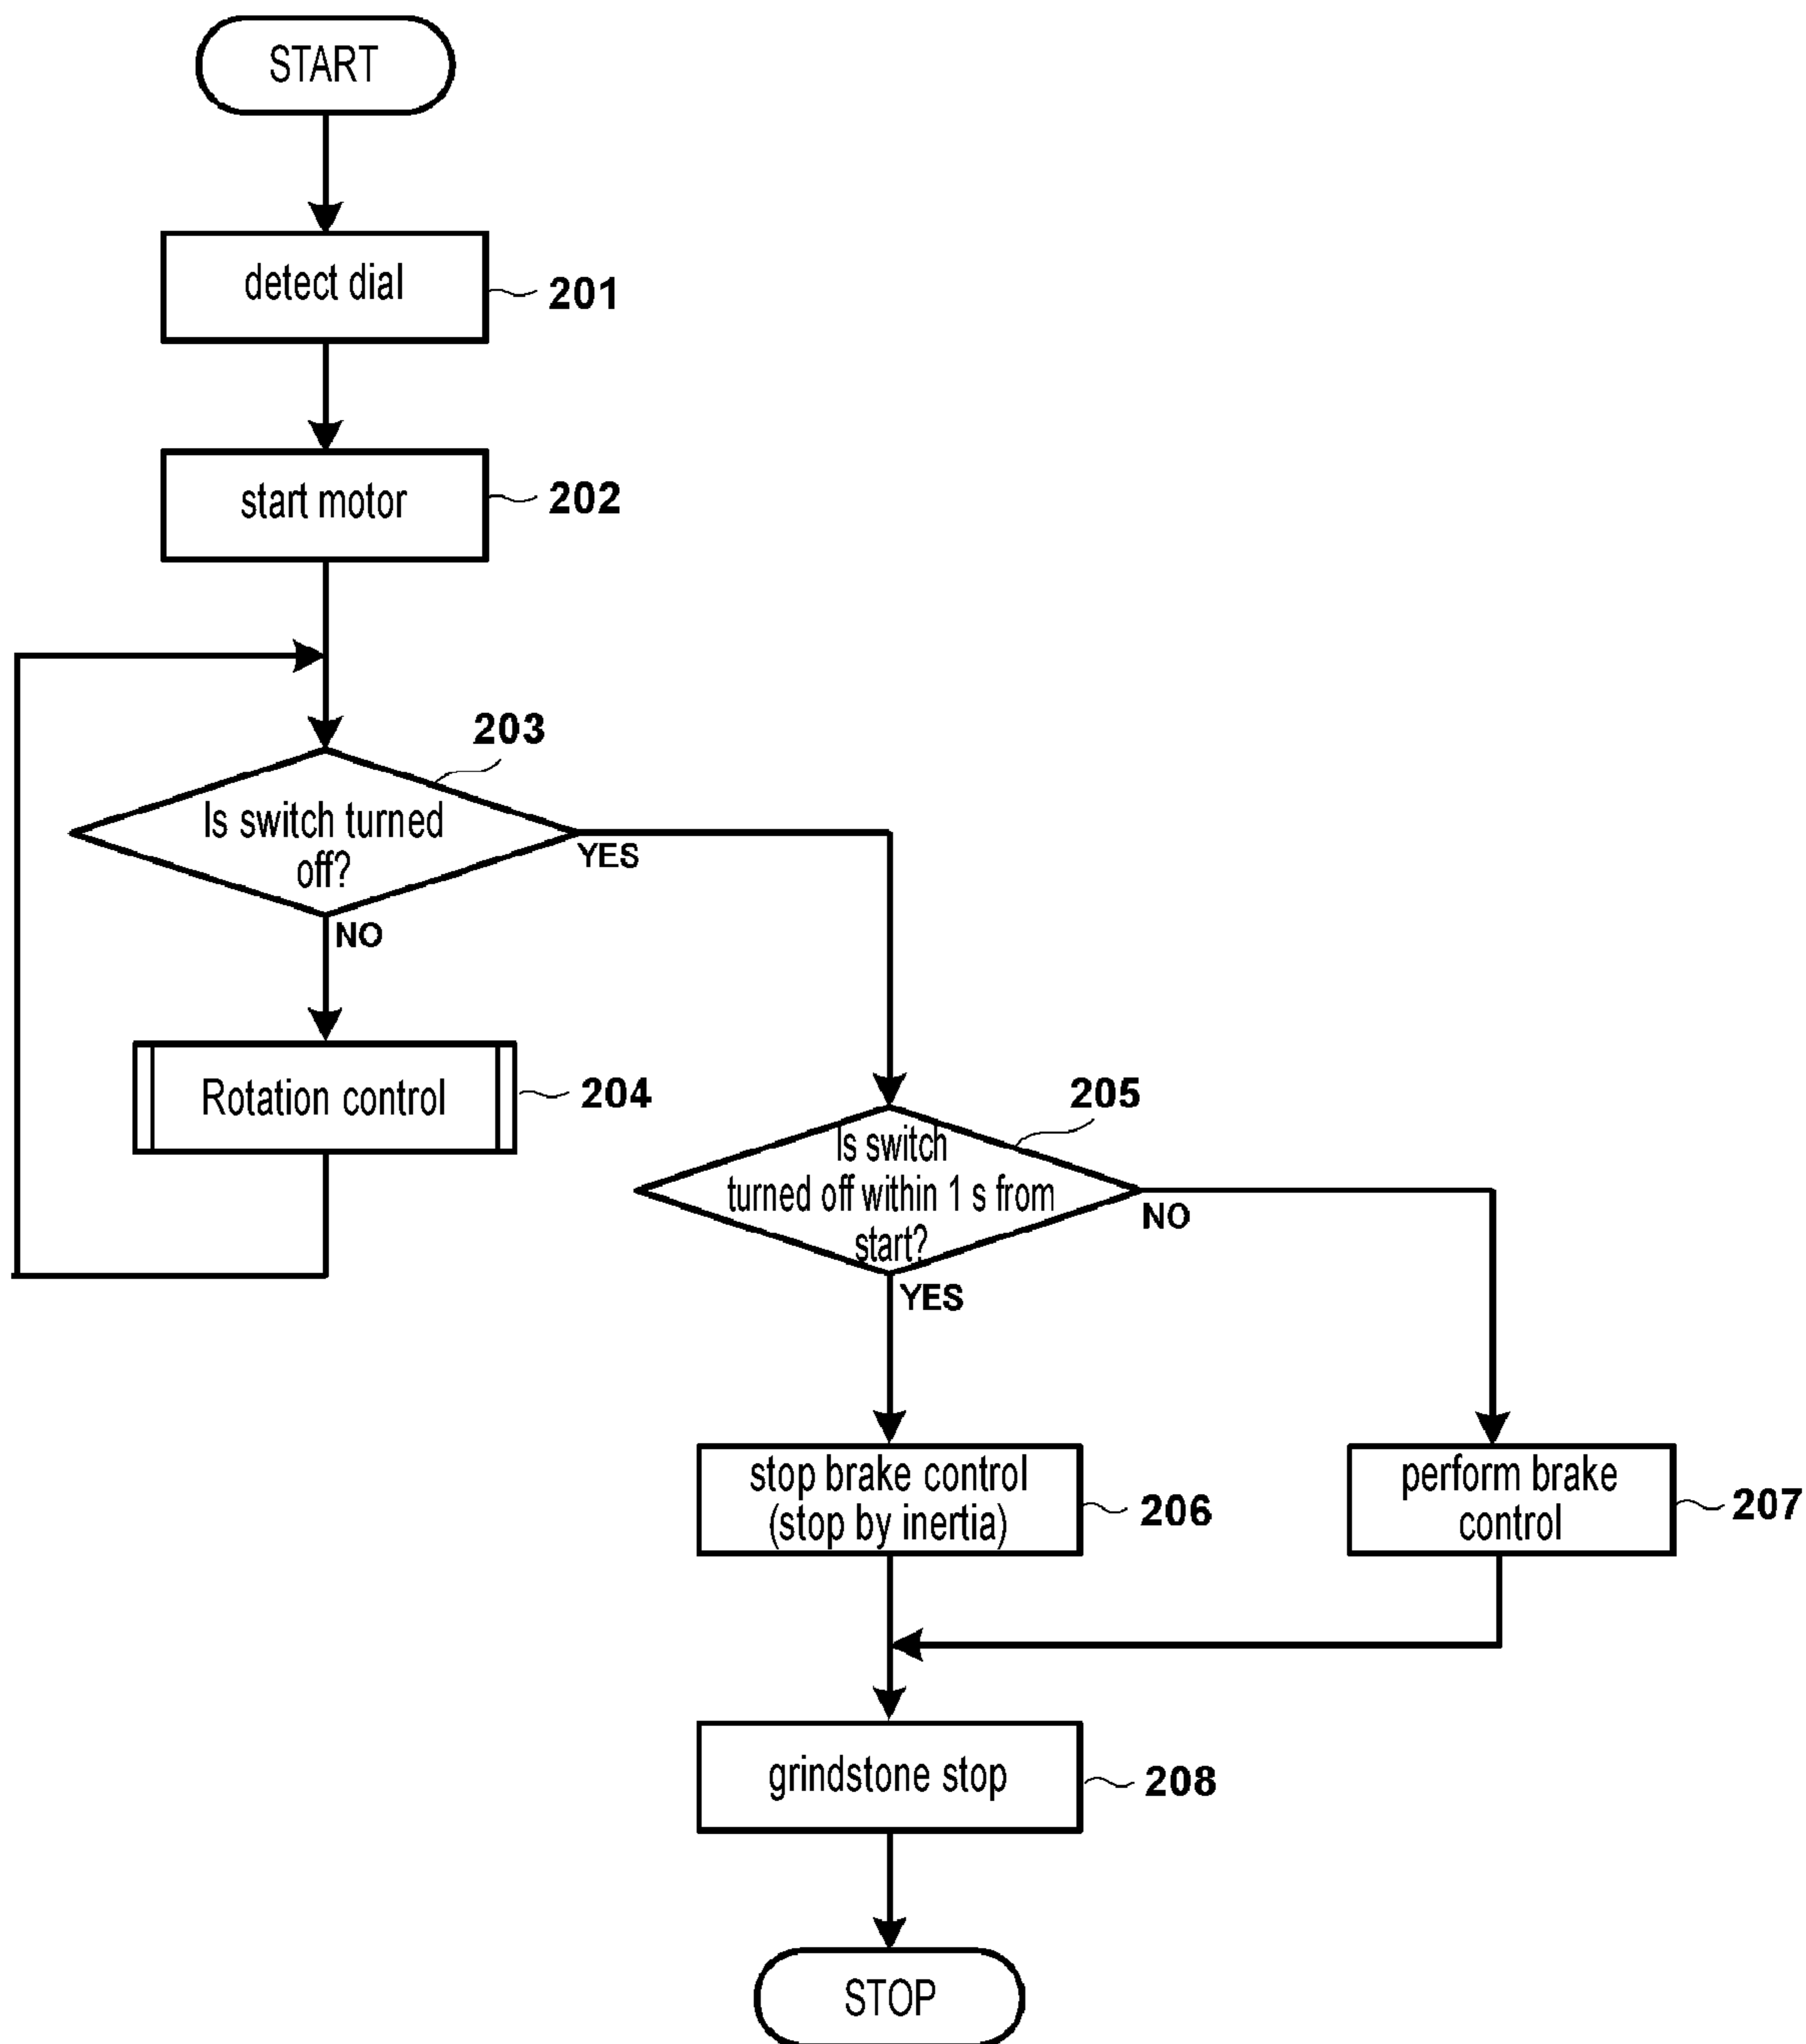 START
detect dial
201
start motor
202
203
Is switch turned
off?
YES
NO
Rotation control
204
205
Is switch
turned off within 1 s from
start?
NO
YES
stop brake control
(stop by inertia)
206
perform brake
control
207
grindstone stop
208
STOP